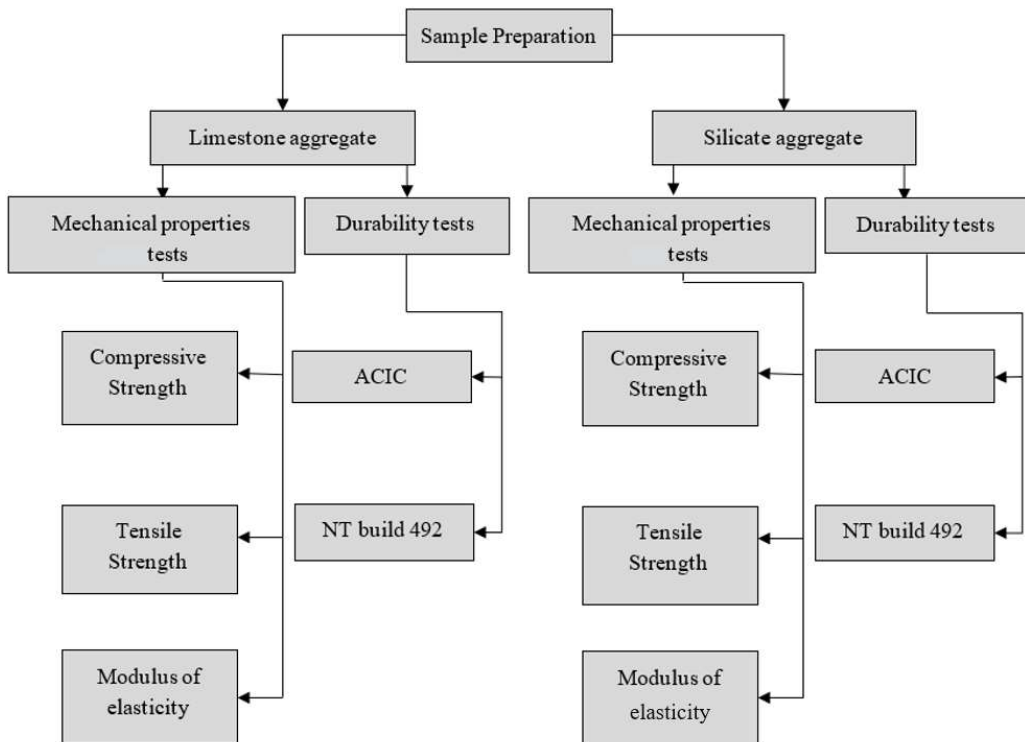 Sample Preparation
Limestone aggregate
Silicate aggregate
Mechanical properties
tests
Durability tests
Mechanical properties
tests
Durability tests
Compressive
Strength
ACIC
Compressive
Strength
ACIC
Tensile
Strength
NT build 492
Tensile
Strength
NT build 492
Modulus of
elasticity
Modulus of
elasticity